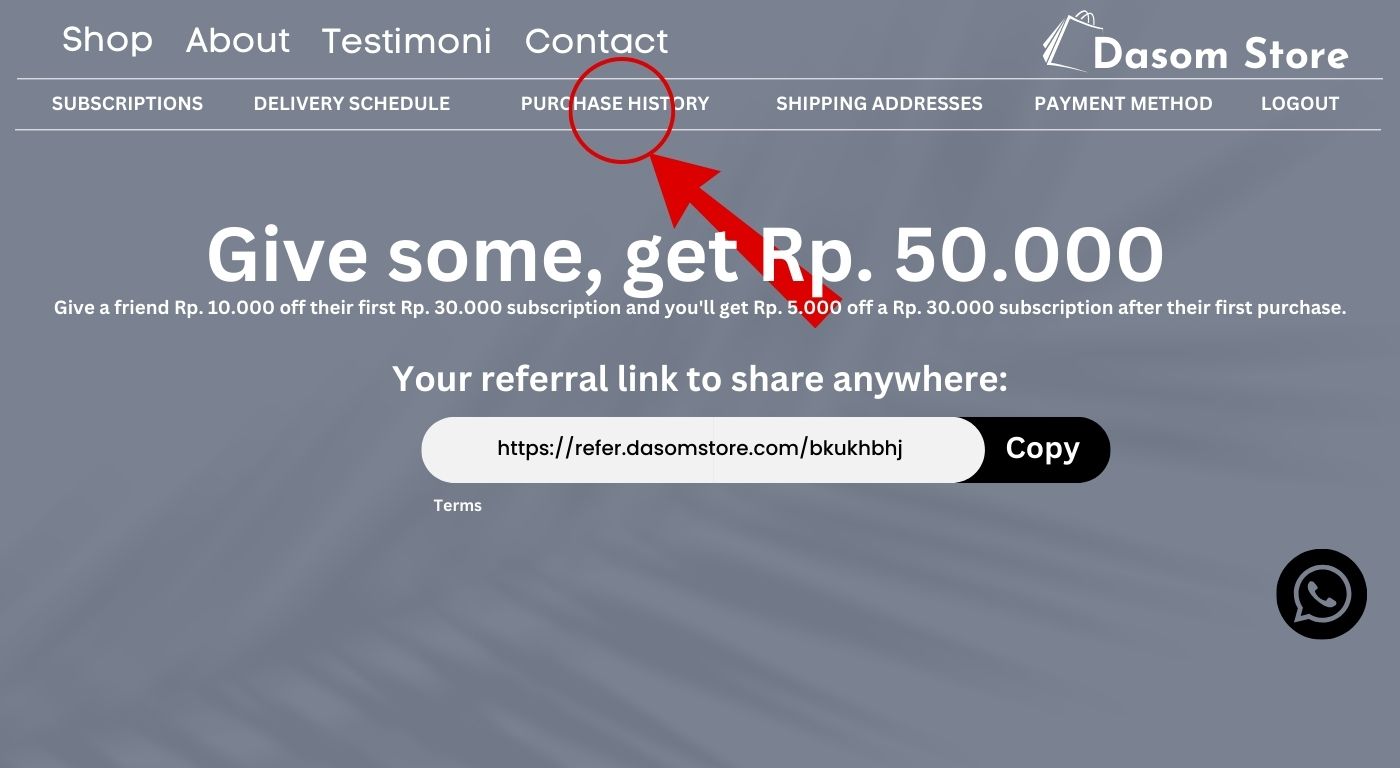 Shop About Testimoni Contact
Dasom Store
SUBSCRIPTIONS DELIVERY SCHEDULE PURCHASE HISTORY SHIPPING ADDRESSES PAYMENT METHOD LOGOUT
Give some, get Rp. 50.000
Give a friend Rp. 10.000 off their first Rp. 30.000 subscription and you'll get Rp. 5.000 off a Rp. 30.000 subscription after their first purchase.
Your referral link to share anywhere:
https://refer.dasomstore.com/bkukhbhj
Copy
Terms